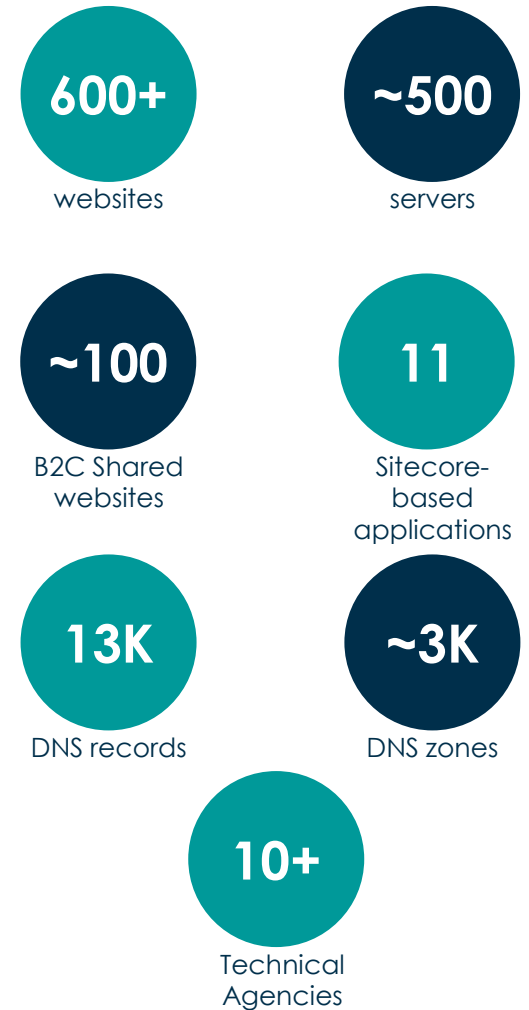 600+
websites
~500
servers
~100
B2C Shared
websites
11
Sitecore-
based
applications
13K
DNS records
~3K
DNS zones
10+
Technical
Agencies